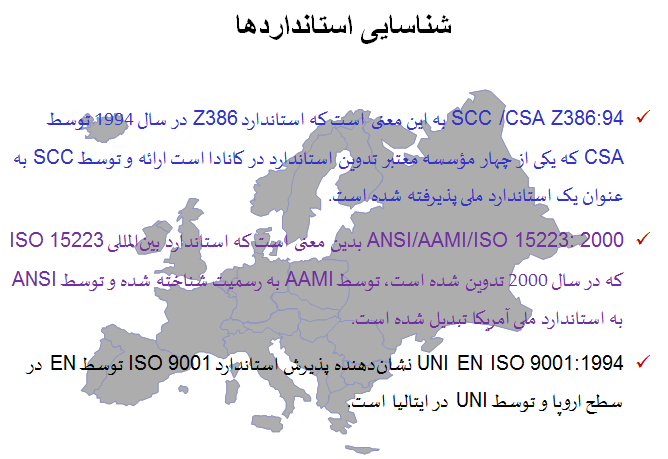 شناسایی استانداردها
SCC /CSA Z386:94 به این معنی است که استاندارد Z386 در سال 1994 توسط
CSA که یکی از چهار مؤسسه معتبر تدوین استاندارد در کانادا است ارائه و توسط SCC به
عنوان یک استاندارد ملی پذیرفته شده است.
ANSI/AAMI/ISO 15223: 2000 بدین معنی است که استاندارد بین‌المللی ISO 15223
که در سال 2000 تدوین شده است، توسط AAMI به رسمیت شناخته شده و توسط ANSI
به استاندارد ملی آمریکا تبدیل شده است.
UNI EN ISO 9001:1994 نشان‌دهنده پذیرش استاندارد ISO 9001 توسط EN در
سطح اروپا و توسط UNI در ایتالیا است.